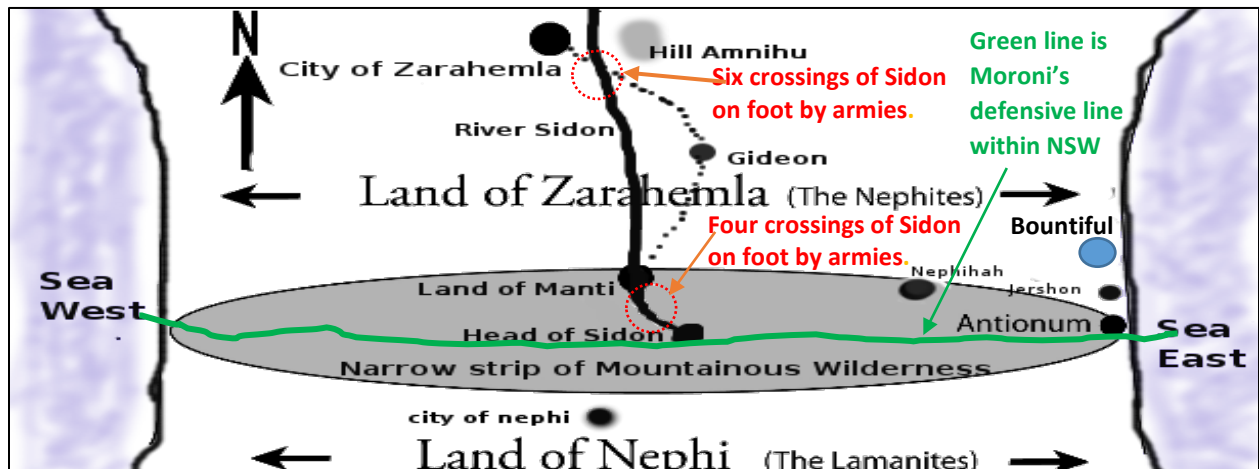 N
Hill Amnihu
City of Zarahemla
Six crossings of Sidon
on foot by armies.
Green line is
Moroni’s
defensive line
within NSW
River Sidon
Gideon
Land of Zarahemla (The Nephites)
Four crossings of Sidon
on foot by armies.
Bountiful
Sea
West
Land of Manti
Nephihah
Jershon
Head of Sidon
Antionum
Sea
East
Narrow strip of Mountainous Wilderness
city of nephi
Land of Nephi (The Lamanites)